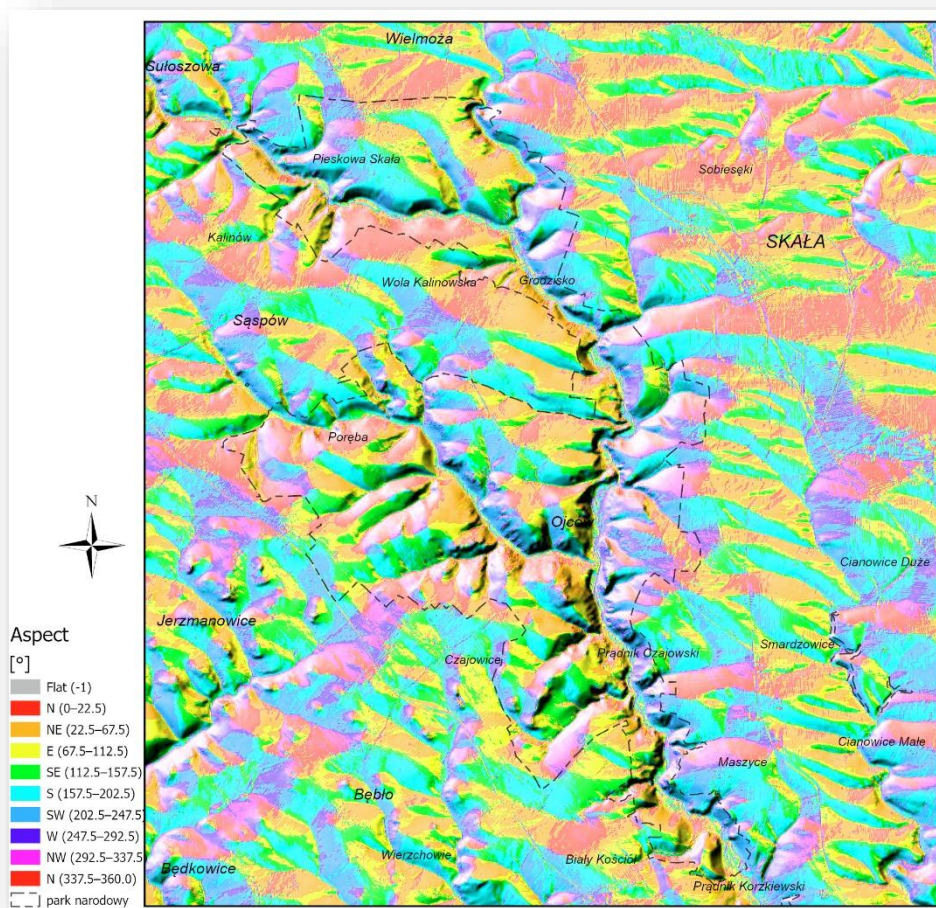 Wielmoża
Sułoszowa
Pieskowa Skała
Sobiesęki
Kalinów
SKAŁA
Wola Kalinowska
Grodzisko
Sąspów
Poręba
Ojców
N
Cianowice Duże
Jerzmanowice
Smardzowice
Prądnik Czajowski
Czajowice
Cianowice Małe
Maszyce
Bębło
Wierzchowie
Biały Kościół
Będkowice
Prądnik Korzkiewski
Aspect
[°]
Flat (-1)
N (0–22.5)
NE (22.5–67.5)
E (67.5–112.5)
SE (112.5–157.5)
S (157.5–202.5)
SW (202.5–247.5)
W (247.5–292.5)
NW (292.5–337.5)
N (337.5–360.0)
park narodowy